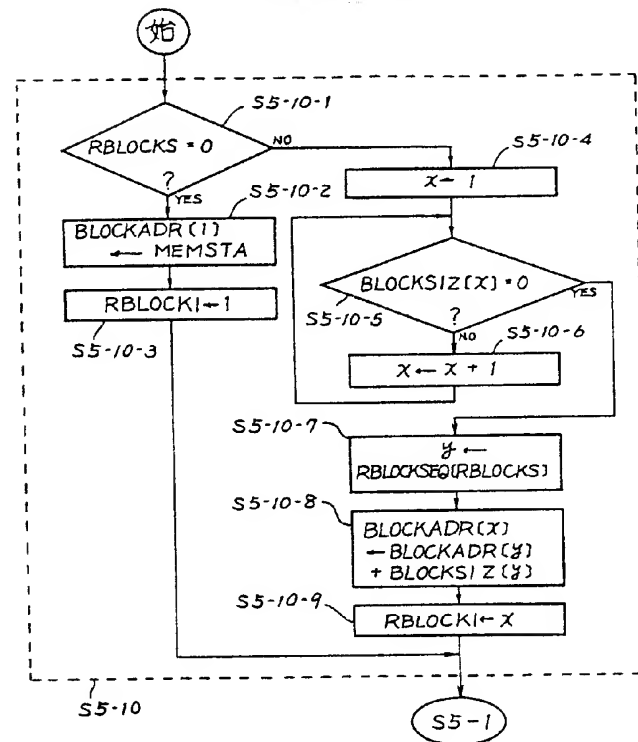 始
S5-10-1
RBLOCKS = 0
?
NO
YES
S5-10-2
BLOCKADR(1)
← MEMSTA
RBLOCKI←1
S5-10-3
S5-10-4
x← 1
BLOCKSIZ[x]=0
?
YES
S5-10-5
NO
S5-10-6
x← x + 1
S5-10-7
y ←
RBLOCKSEQ[RBLOCKS]
S5-10-8
BLOCKADR[x]
←BLOCKADR[y]
+ BLOCKSIZ[y]
S5-10-9
RBLOCKI←x
S5-10
S5-1